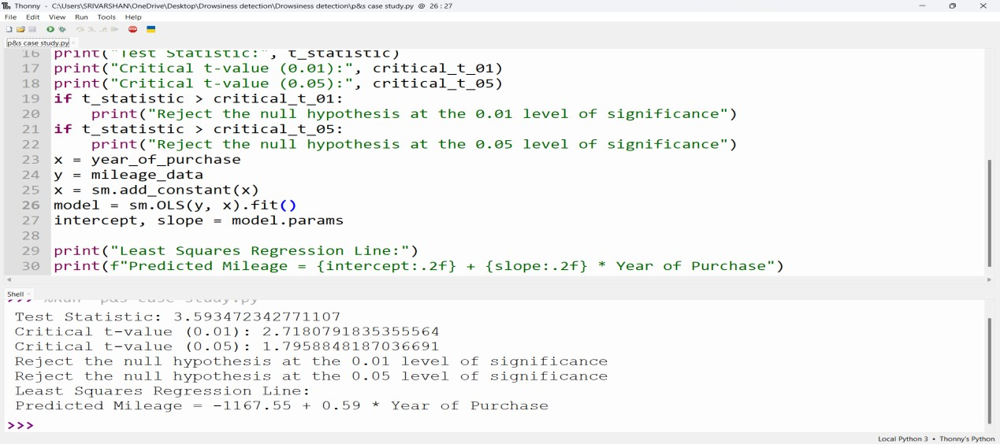 Thonny - C:\Users\SRIVARSHAN\OneDrive\Desktop\Drowsiness detection\Drowsiness detection\p&s case study.py @ 26 : 27
File Edit View Run Tools Help
p&s case study.py
16 print("Test Statistic:", t_statistic)
17 print("Critical t-value (0.01):", critical_t_01)
18 print("Critical t-value (0.05):", critical_t_05)
19 if t_statistic > critical_t_01:
20 print("Reject the null hypothesis at the 0.01 level of significance")
21 if t_statistic > critical_t_05:
22 print("Reject the null hypothesis at the 0.05 level of significance")
23 x = year_of_purchase
24 y = mileage_data
25 x = sm.add_constant(x)
26 model = sm.OLS(y, x).fit()
27 intercept, slope = model.params
28
29 print("Least Squares Regression Line:")
30 print(f"Predicted Mileage = {intercept:.2f} + {slope:.2f} * Year of Purchase")
Shell
>>> %Run 'p&s case study.py'
Test Statistic: 3.593472342771107
Critical t-value (0.01): 2.7180791835355564
Critical t-value (0.05): 1.7958848187036691
Reject the null hypothesis at the 0.01 level of significance
Reject the null hypothesis at the 0.05 level of significance
Least Squares Regression Line:
Predicted Mileage = -1167.55 + 0.59 * Year of Purchase
>>>
Local Python 3 • Thonny's Python